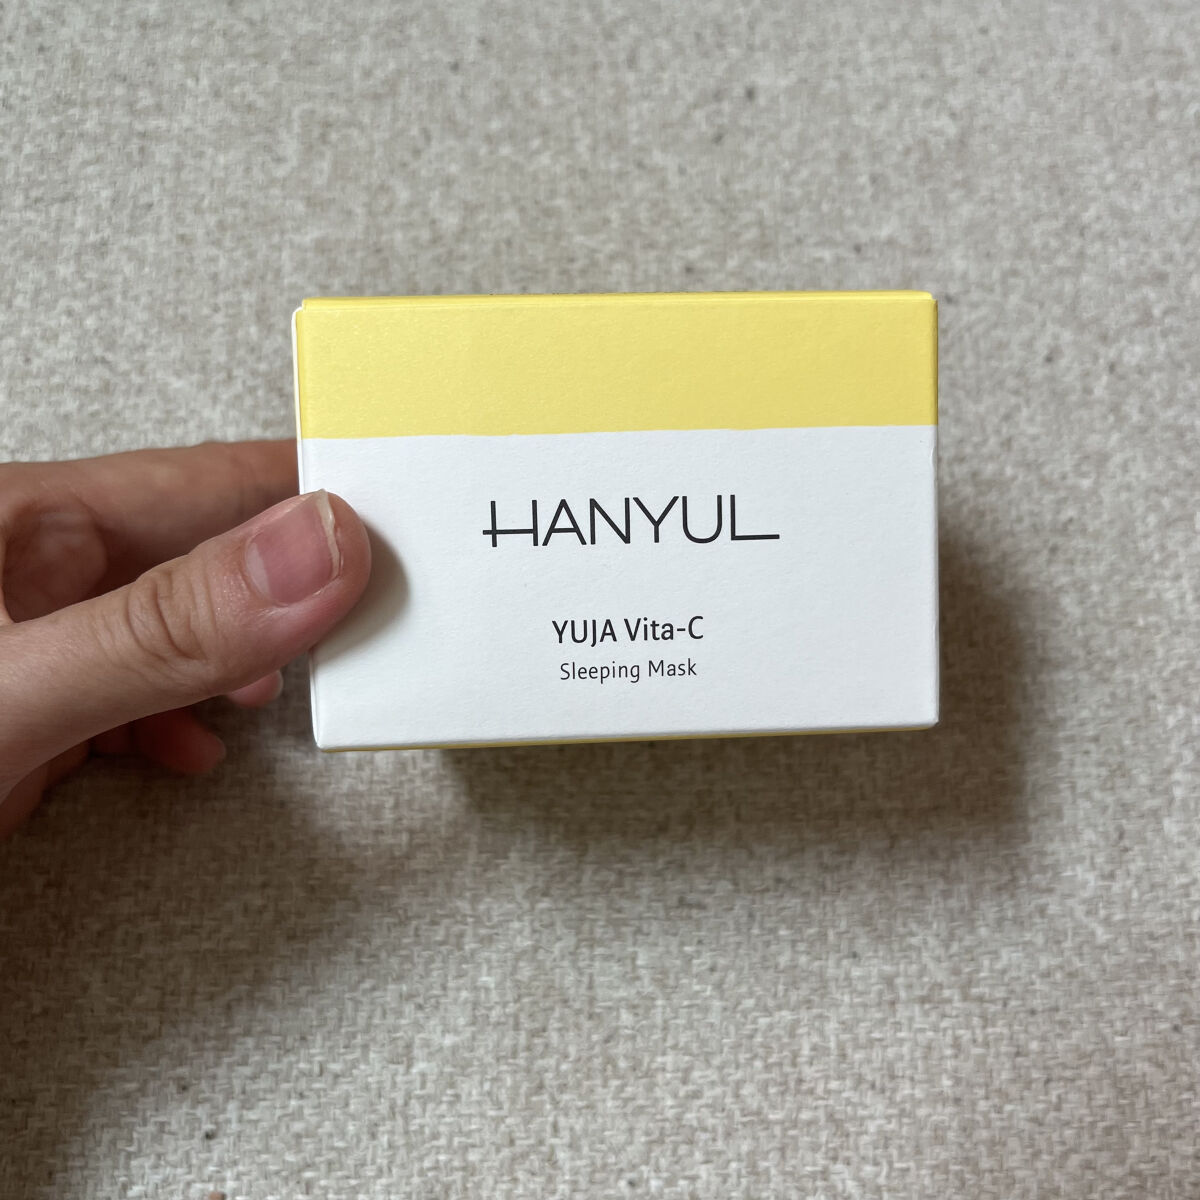 HANYUL
YUJA Vita-C
Sleeping Mask